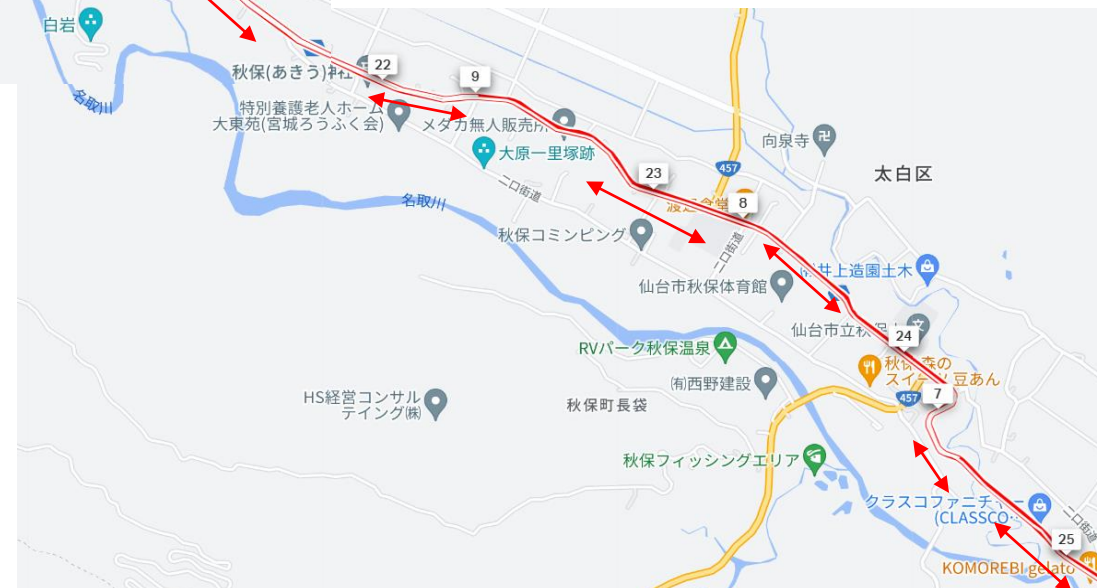 白岩
名取川
秋保(あきう)神社
22
9
特別養護老人ホーム
大東苑(宮城ろうふく会)
メダカ無人販売所
大原一里塚跡
向泉寺
457
太白区
23
8
二口街道
名取川
秋保コミンピング
二口街道
仙台市秋保体育館
㈲井上造園土木
仙台市立秋保
24
RVパーク秋保温泉
秋保 森の
スイーツ 豆あん
㈲西野建設
HS経営コンサル
ティング㈱
秋保町長袋
457
7
秋保フィッシングエリア
クラスコファニチャー
(CLASSCO
二口街道
25
KOMOREBI gelato